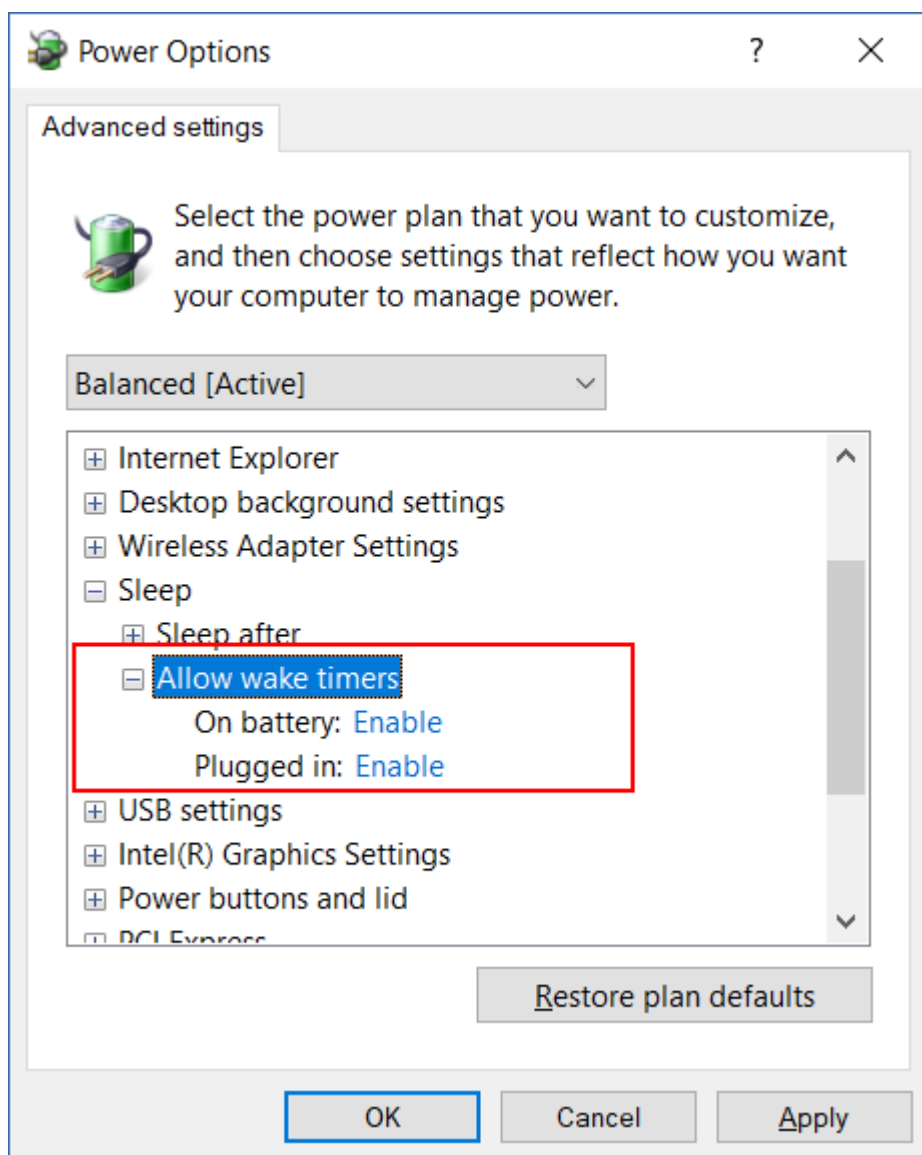 Power Options
?
Advanced settings
Select the power plan that you want to customize,
and then choose settings that reflect how you want
your computer to manage power.
Balanced [Active]
Internet Explorer
Desktop background settings
Wireless Adapter Settings
Sleep
Sleep after
Allow wake timers
On battery: Enable
Plugged in: Enable
USB settings
Intel(R) Graphics Settings
Power buttons and lid
PCI Express
Restore plan defaults
OK
Cancel
Apply